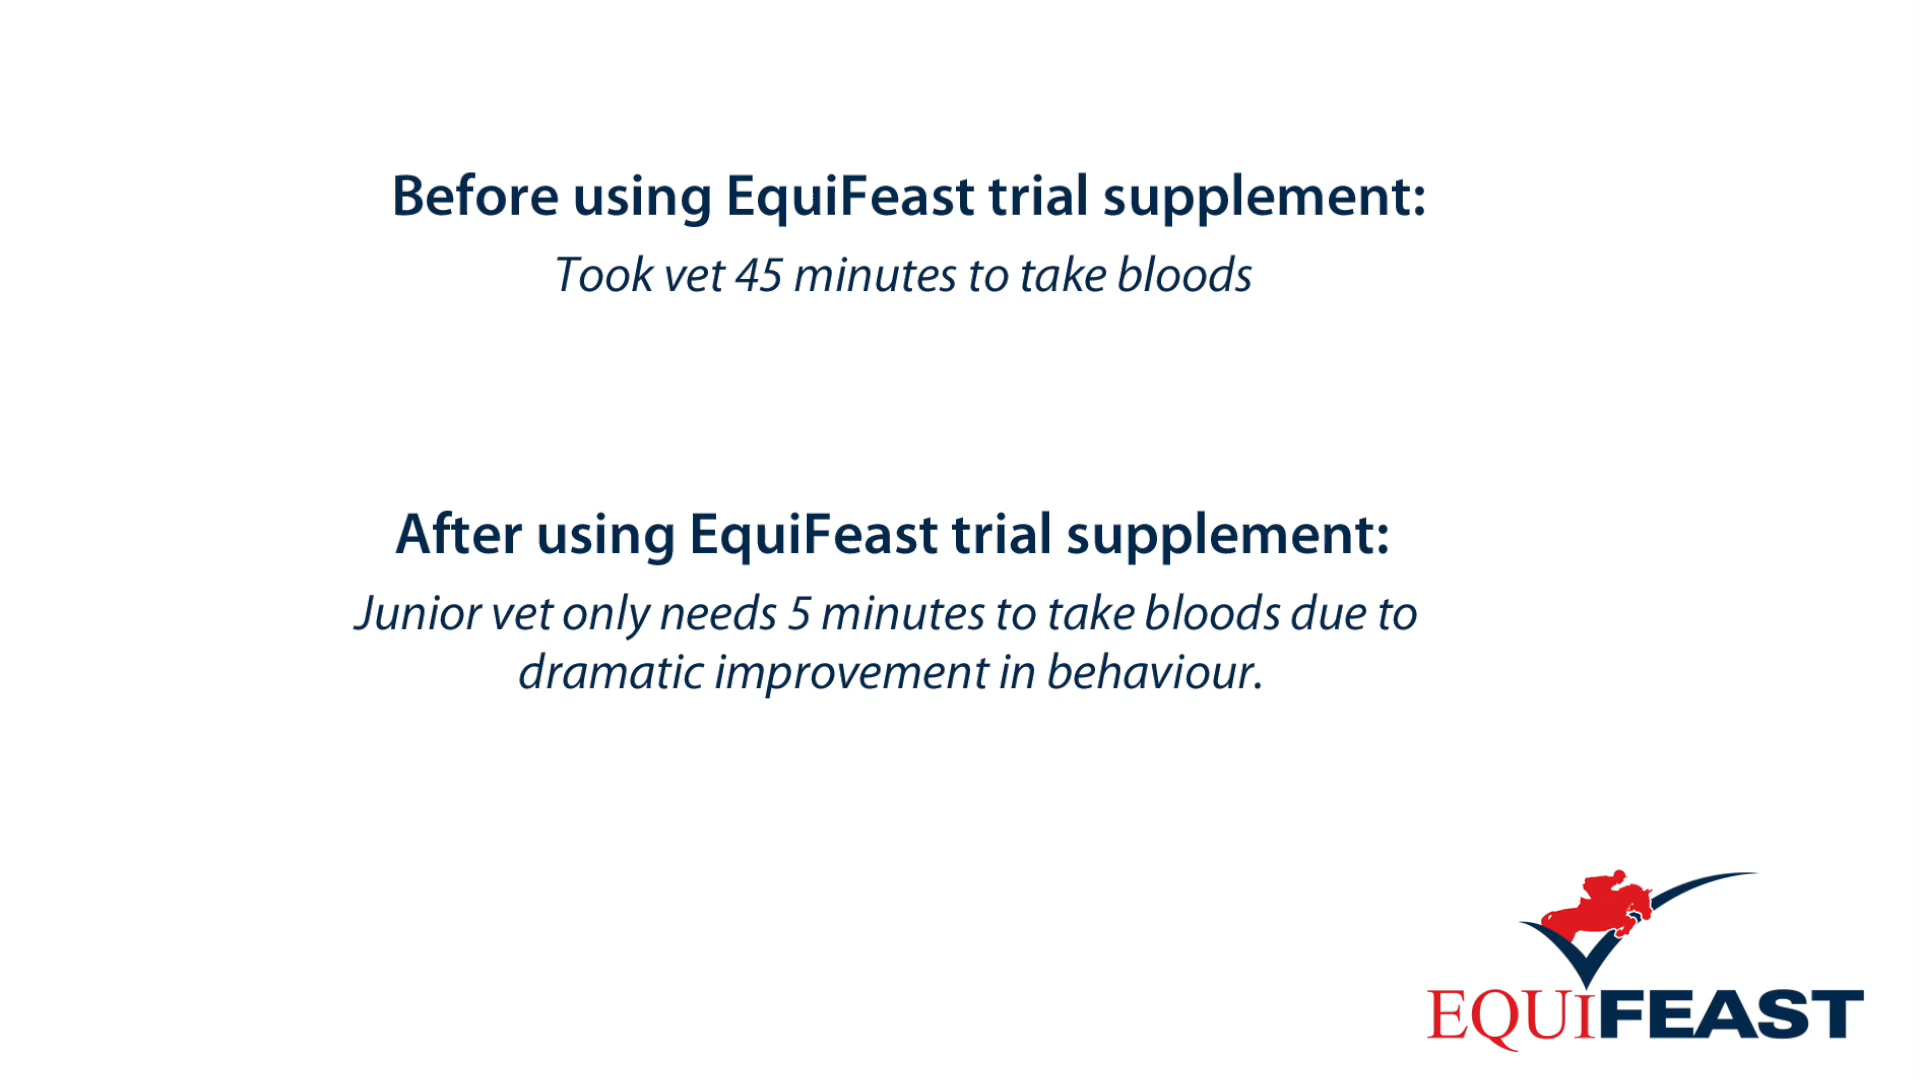 Before using EquiFeast trial supplement:
Took vet 45 minutes to take bloods
After using EquiFeast trial supplement:
Junior vet only needs 5 minutes to take bloods due to
dramatic improvement in behaviour.
EQUIFEAST